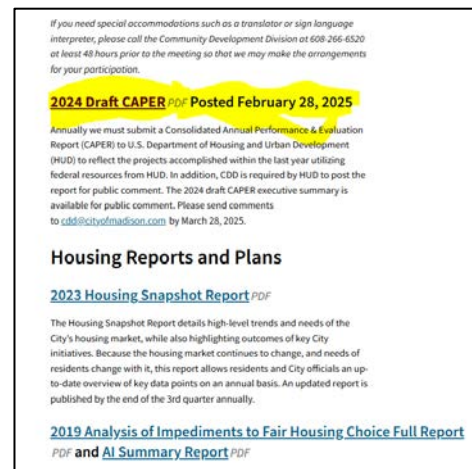 If you need special accommodations such as a translator or sign language
interpreter, please call the Community Development Division at 608-266-6520
at least 48 hours prior to the meeting so that we may make the arrangements
for your participation.
2024 Draft CAPER PDF Posted February 28, 2025
Annually we must submit a Consolidated Annual Performance & Evaluation
Report (CAPER) to U.S. Department of Housing and Urban Development
(HUD) to reflect the projects accomplished within the last year utilizing
federal resources from HUD. In addition, CDD is required by HUD to post the
report for public comment. The 2024 draft CAPER executive summary is
available for public comment. Please send comments
to cdd@cityofmadison.com by March 28, 2025.
Housing Reports and Plans
2023 Housing Snapshot Report PDF
The Housing Snapshot Report details high-level trends and needs of the
City's housing market, while also highlighting outcomes of key City
initiatives. Because the housing market continues to change, and needs of
residents change with it, this report allows residents and City officials an up-
to-date overview of key data points on an annual basis. An updated report is
published by the end of the 3rd quarter annually.
2019 Analysis of Impediments to Fair Housing Choice Full Report
PDF and AI Summary Report PDF